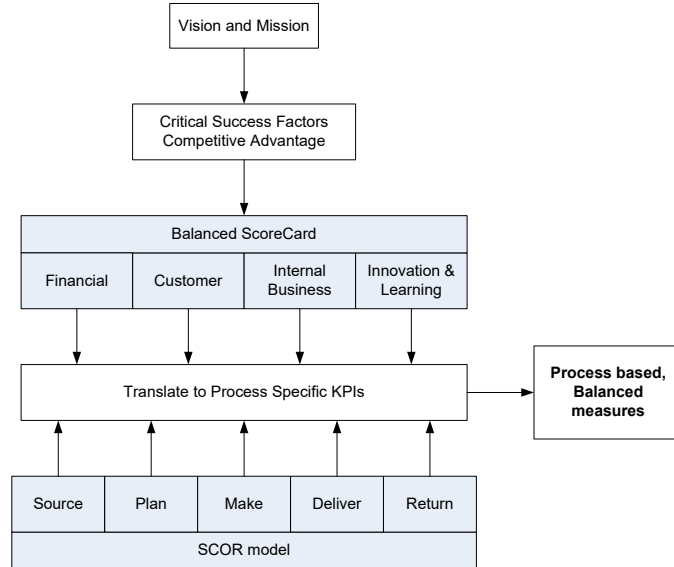 Vision and Mission
Critical Success Factors
Competitive Advantage
Balanced ScoreCard
Financial
Customer
Internal
Business
Innovation &
Learning
Translate to Process Specific KPIs
Process based,
Balanced
measures
Source
Plan
Make
Deliver
Return
SCOR model